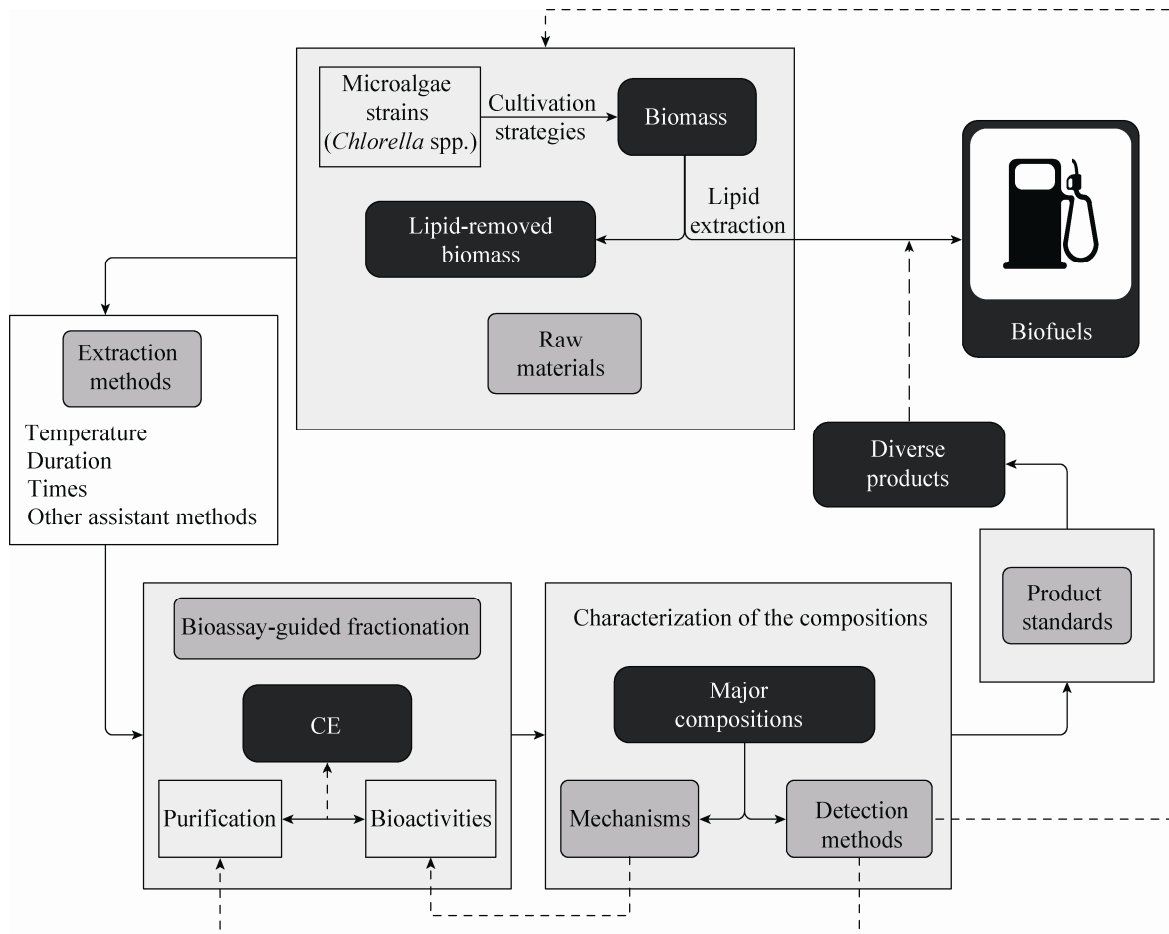 Microalgae
strains
(Chlorella spp.)
Cultivation
strategies
Biomass
Lipid
extraction
Lipid-removed
biomass
Raw
materials
Biofuels
Extraction
methods
Temperature
Duration
Times
Other assistant methods
Diverse
products
Product
standards
Bioassay-guided fractionation
CE
Purification
Bioactivities
Characterization of the compositions
Major
compositions
Mechanisms
Detection
methods